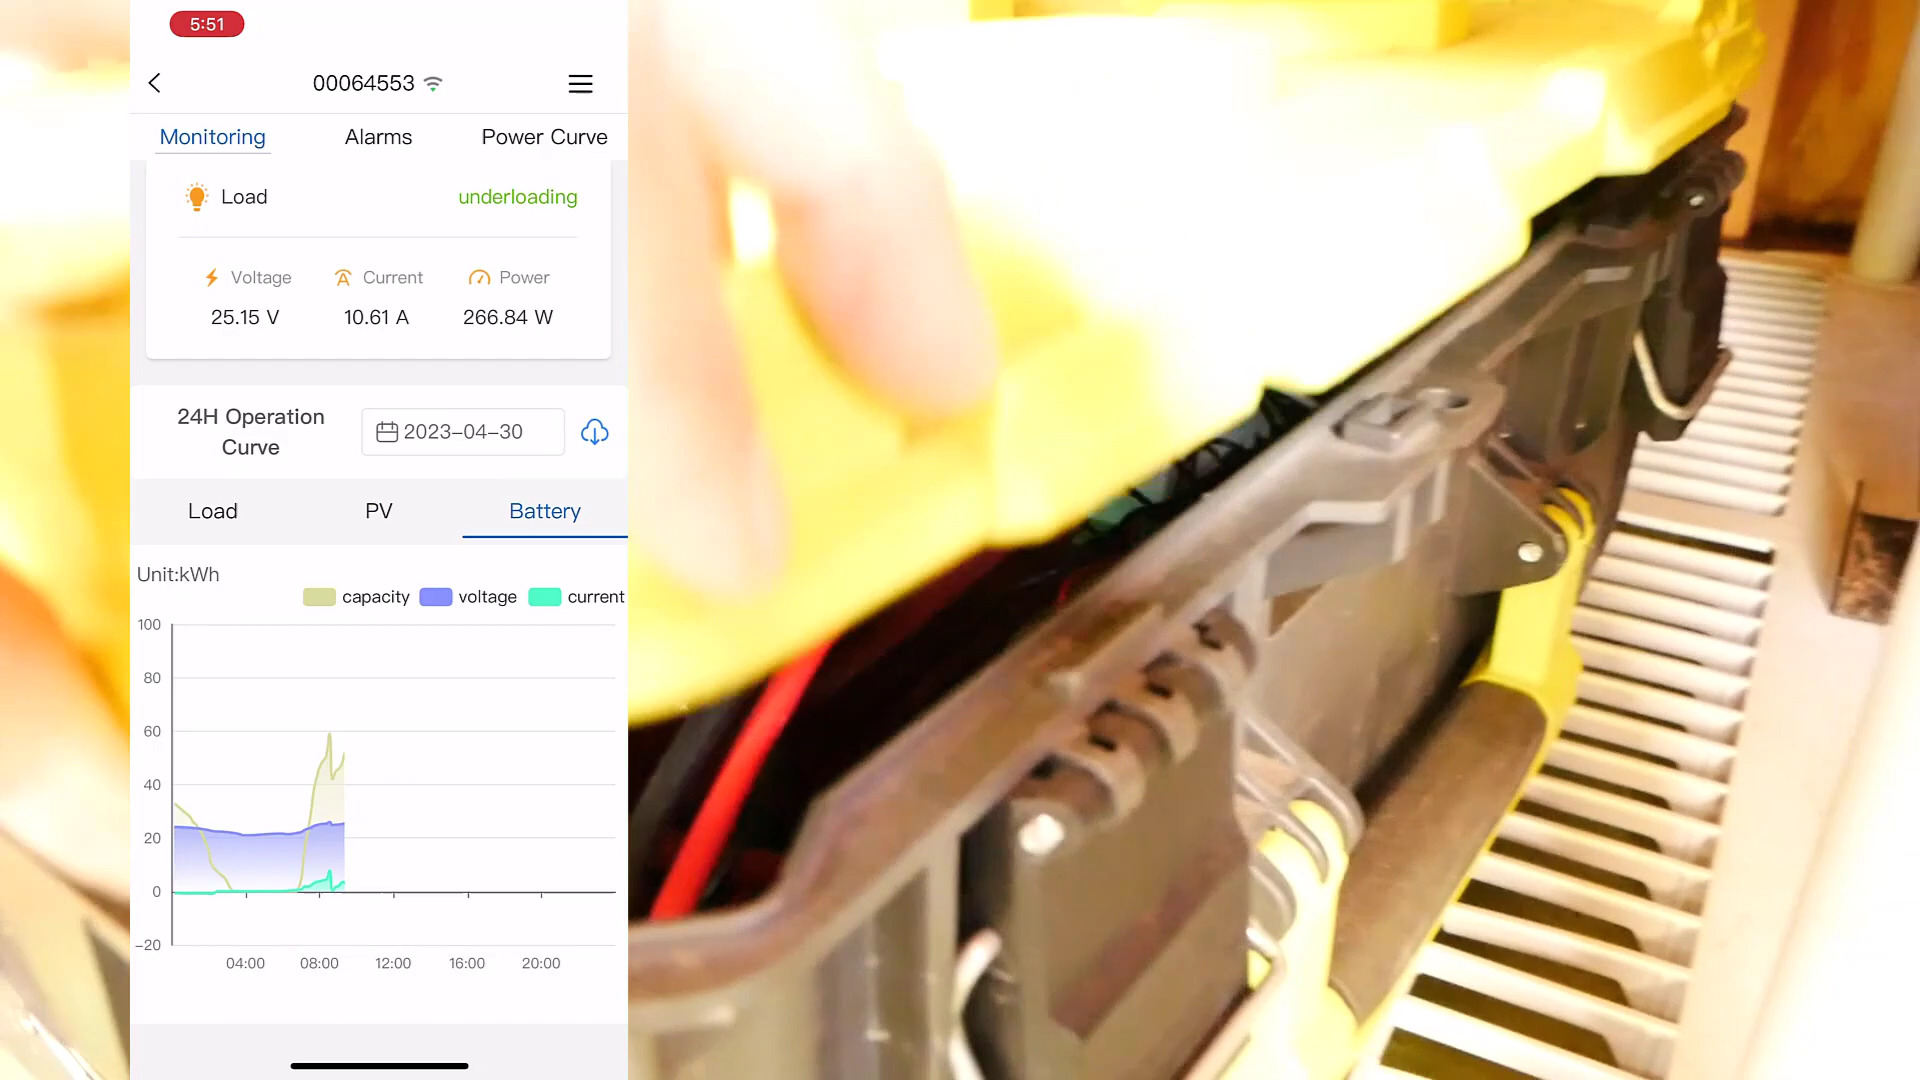 5:51
00064553
Monitoring Alarms Power Curve
Load underloading
Voltage Current Power
25.15 V 10.61 A 266.84 W
24H Operation Curve 2023-04-30
Load PV Battery
Unit:kWh
capacity voltage current
100
80
60
40
20
0
-20
04:00 08:00 12:00 16:00 20:00